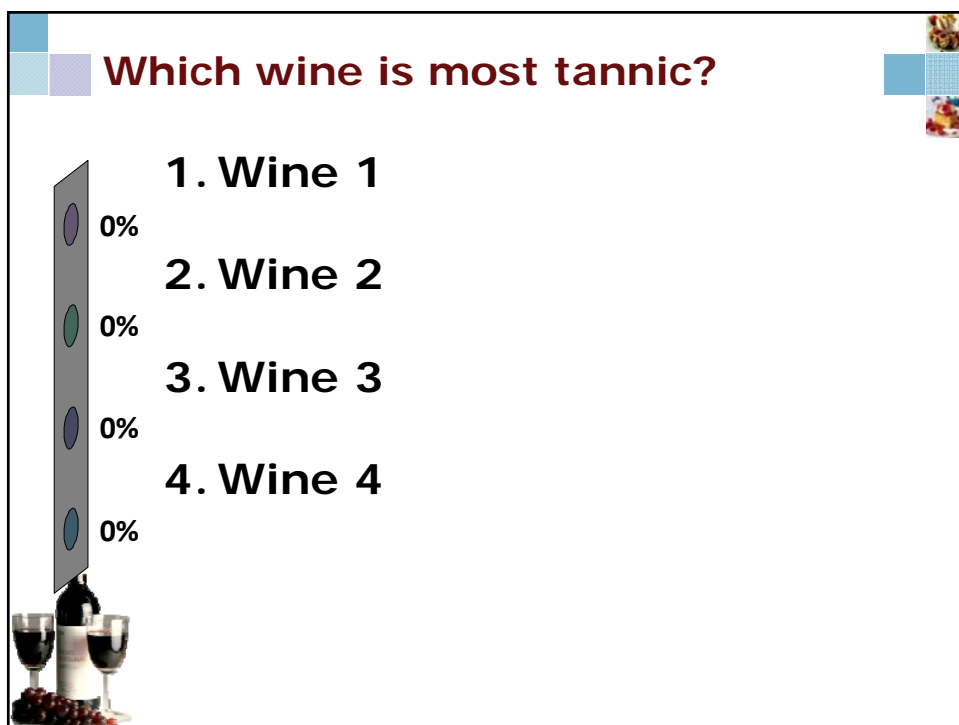 Which wine is most tannic?
1. Wine 1
0%
2. Wine 2
0%
3. Wine 3
0%
4. Wine 4
0%